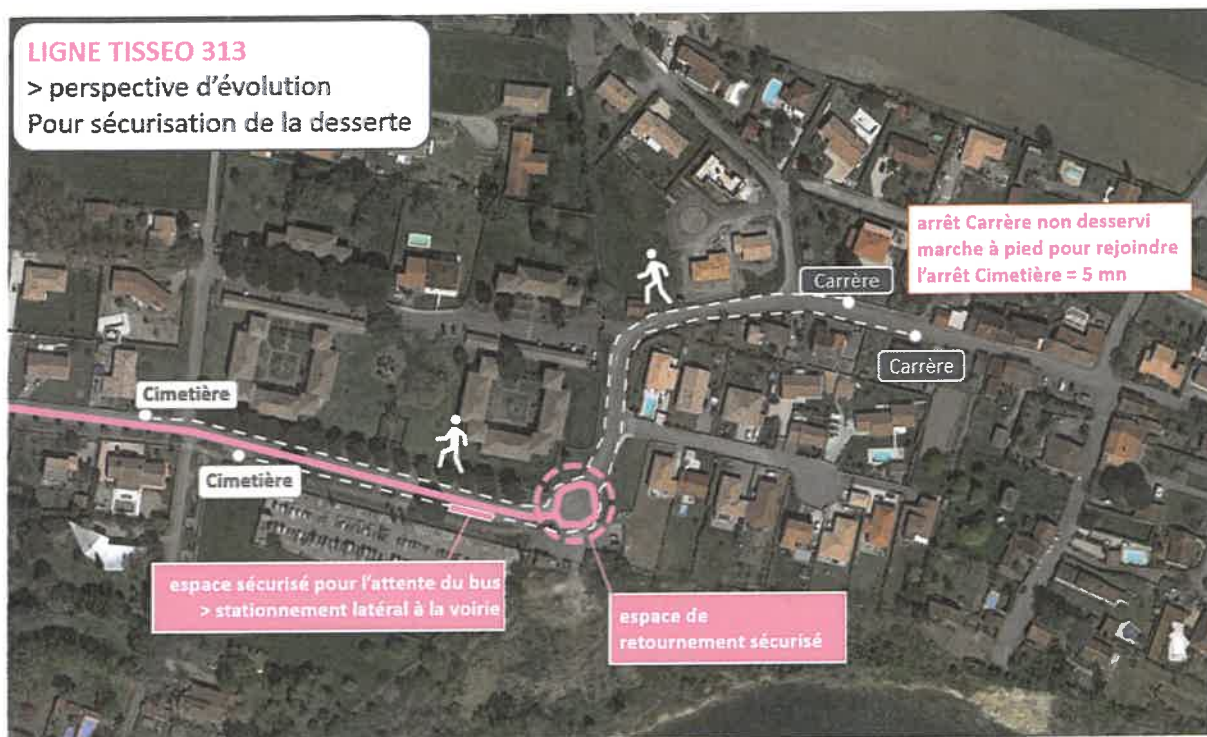 LIGNE TISSEO 313
> perspective d'évolution
Pour sécurisation de la desserte
arrêt Carrère non desservi
marche à pied pour rejoindre
l'arrêt Cimetière = 5 mn
Carrère
Carrère
Cimetière
Cimetière
espace sécurisé pour l'attente du bus
> stationnement latéral à la voirie
espace de
retournement sécurisé